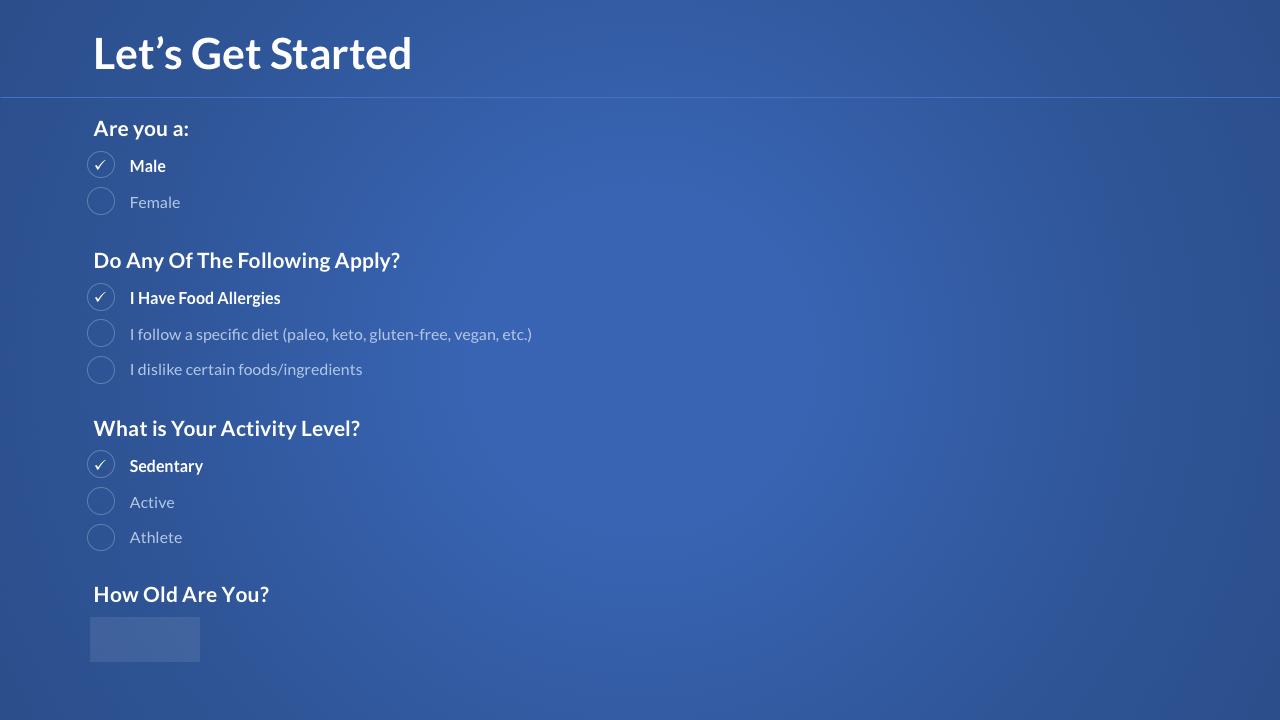 Let’s Get Started
Are you a:
✓ Male
Female
Do Any Of The Following Apply?
✓ I Have Food Allergies
I follow a specific diet (paleo, keto, gluten-free, vegan, etc.)
I dislike certain foods/ingredients
What is Your Activity Level?
✓ Sedentary
Active
Athlete
How Old Are You?